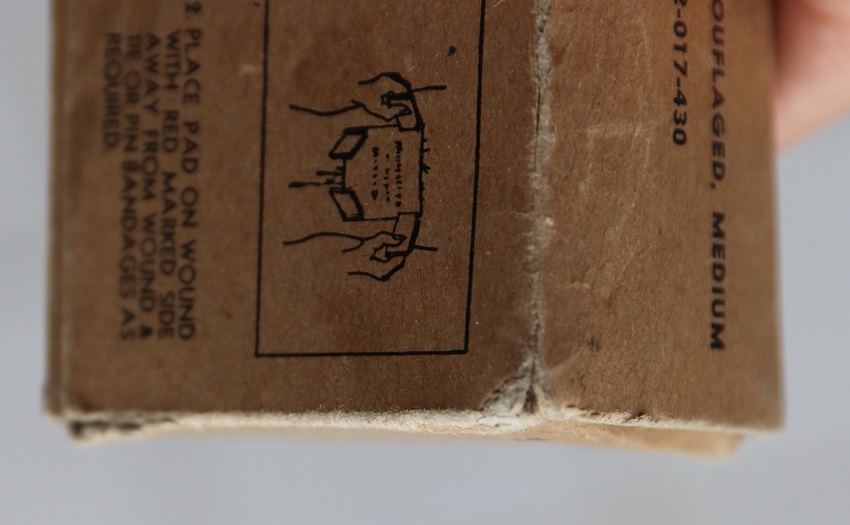 OUFLAGED, MEDIUM
2-017-430
2. PLACE PAD ON WOUND
WITH RED MARKED SIDE
AWAY FROM WOUND &
TIE OR PIN BANDAGES AS
REQUIRED.